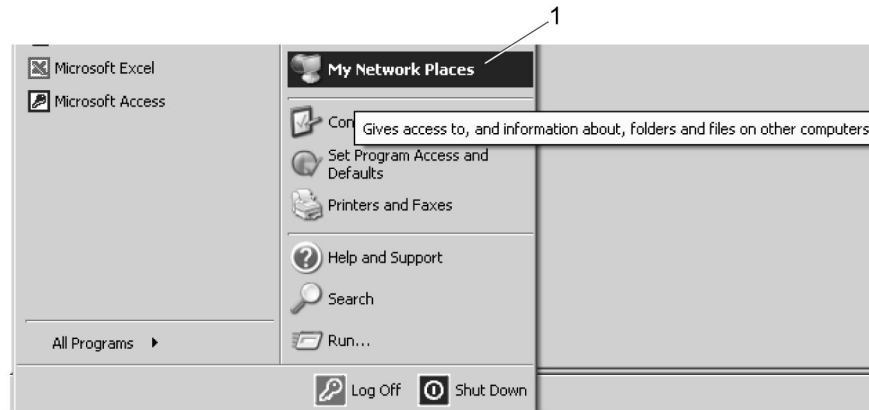 1
Microsoft Excel
My Network Places
Microsoft Access
Con
Gives access to, and information about, folders and files on other computers
Set Program Access and
Defaults
Printers and Faxes
Help and Support
Search
All Programs
Run...
Log Off
Shut Down